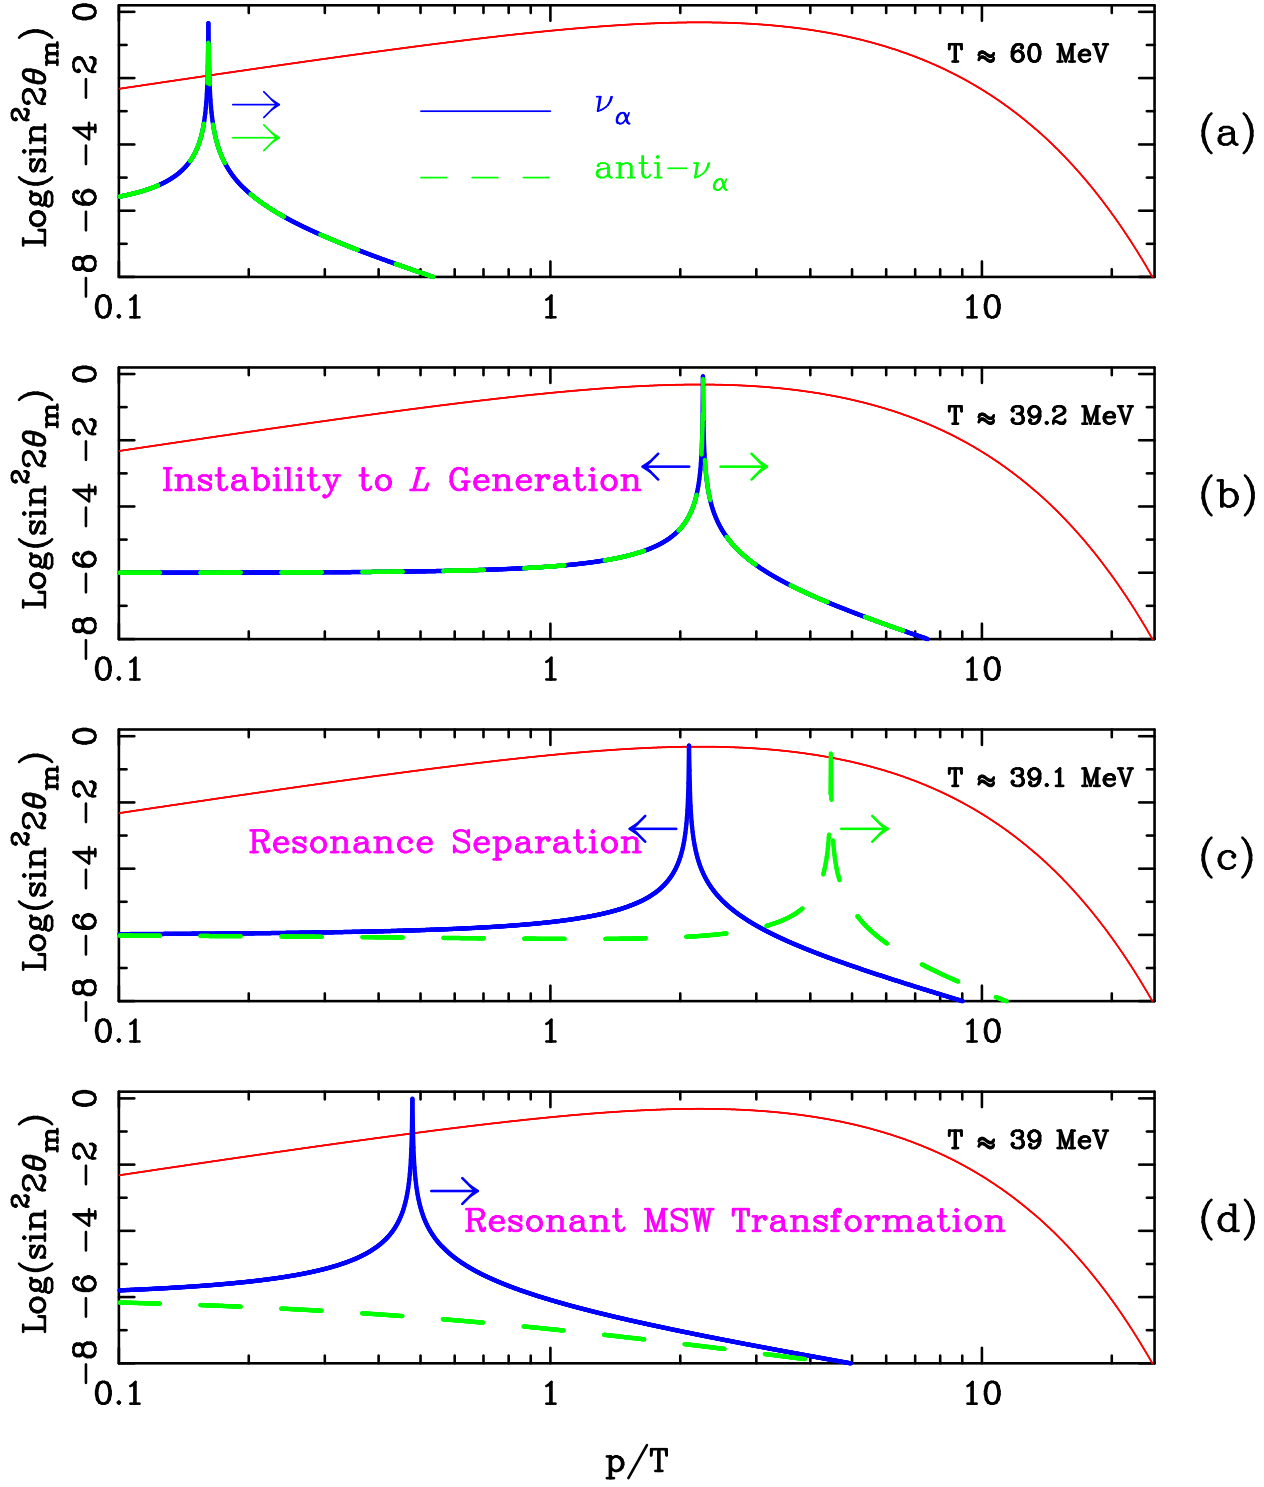 Log(sin²2θₘ)
0
−2
−4
−6
−8
T ≈ 60 MeV
(a)
ν_α
anti−ν_α
0.1
1
10
Log(sin²2θₘ)
0
−2
−4
−6
−8
T ≈ 39.2 MeV
(b)
Instability to L Generation
0.1
1
10
Log(sin²2θₘ)
0
−2
−4
−6
−8
T ≈ 39.1 MeV
(c)
Resonance Separation
0.1
1
10
Log(sin²2θₘ)
0
−2
−4
−6
−8
T ≈ 39 MeV
(d)
Resonant MSW Transformation
0.1
1
10
p/T